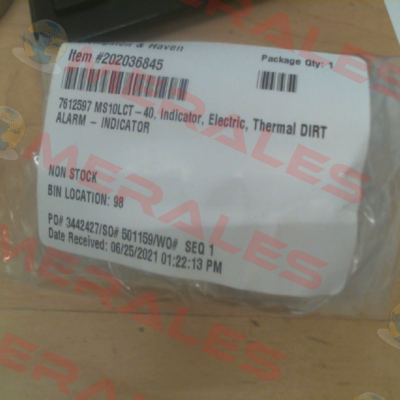 & Haven
Package Qty: 1
Item #202036845
7612597 MS10LCT-40, Indicator, Electric, Thermal DIRT
ALARM - INDICATOR
NON STOCK
BIN LOCATION: 98
PO# 3442427/SO# 501159/WO# SEQ 1
Date Received: 06/25/2021 01:22:13 PM
MERALES
MERALES
MERALES